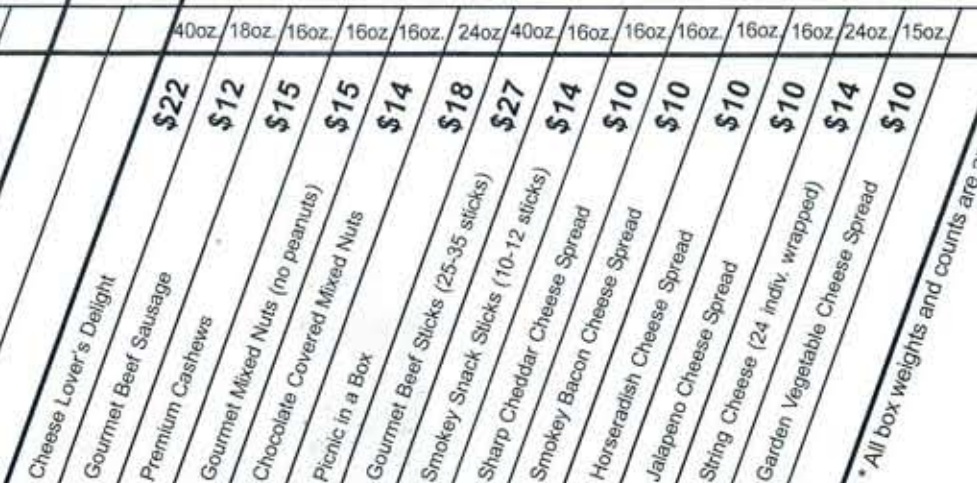 40oz. 18oz. 16oz. 16oz. 16oz. 24oz. 40oz. 16oz. 16oz. 16oz. 16oz. 16oz. 24oz. 15oz.
Cheese Lover's Delight $22
Gourmet Beef Sausage $12
Premium Cashews $15
Gourmet Mixed Nuts (no peanuts) $15
Chocolate Covered Mixed Nuts $14
Picnic in a Box $18
Gourmet Beef Sticks (25-35 sticks) $27
Smokey Snack Sticks (10-12 sticks) $14
Sharp Cheddar Cheese Spread $10
Smokey Bacon Cheese Spread $10
Horseradish Cheese Spread $10
Jalapeno Cheese Spread $10
String Cheese (24 indiv. wrapped) $14
Garden Vegetable Cheese Spread $10
* All box weights and counts are